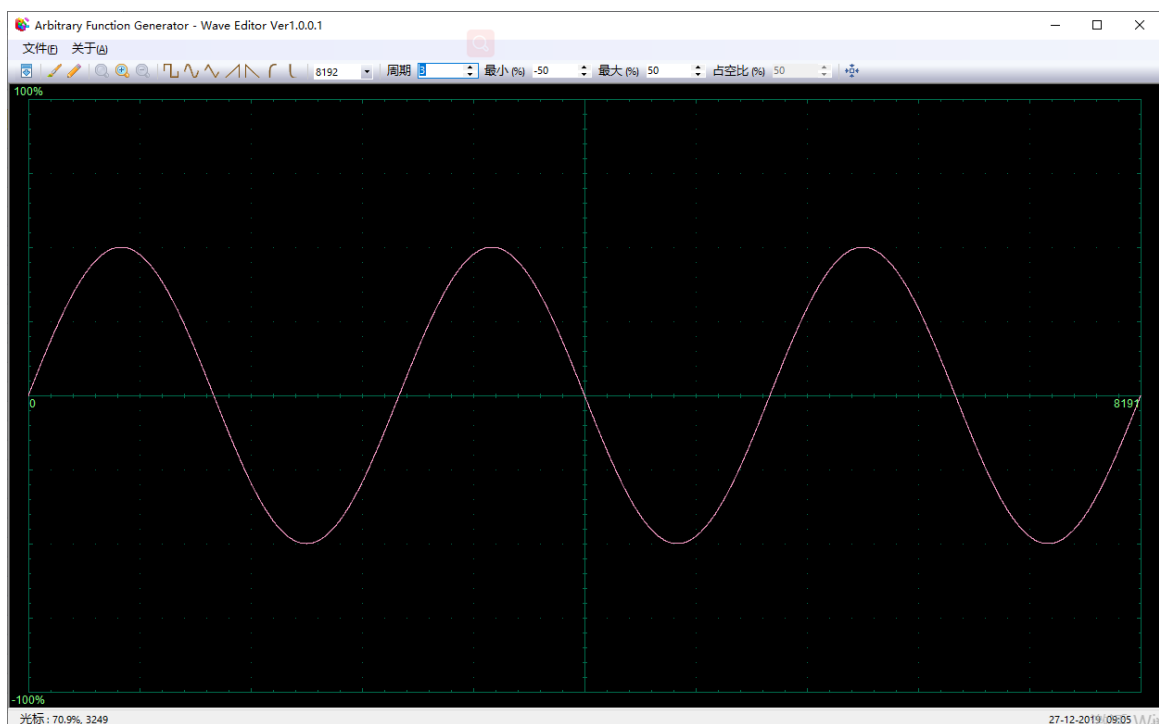 Arbitrary Function Generator - Wave Editor Ver1.0.0.1
文件(F) 关于(A)
8192 周期 3 最小 (%) -50 最大 (%) 50 占空比 (%) 50
100%
0
8191
-100%
光标 : 70.9%, 3249
27-12-2019 09:05